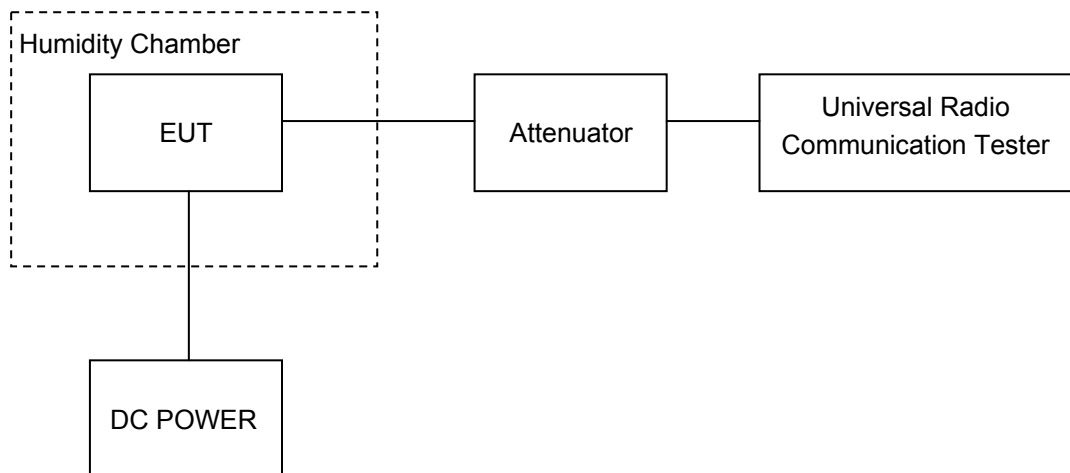 Humidity Chamber
EUT
Attenuator
Universal Radio
Communication Tester
DC POWER